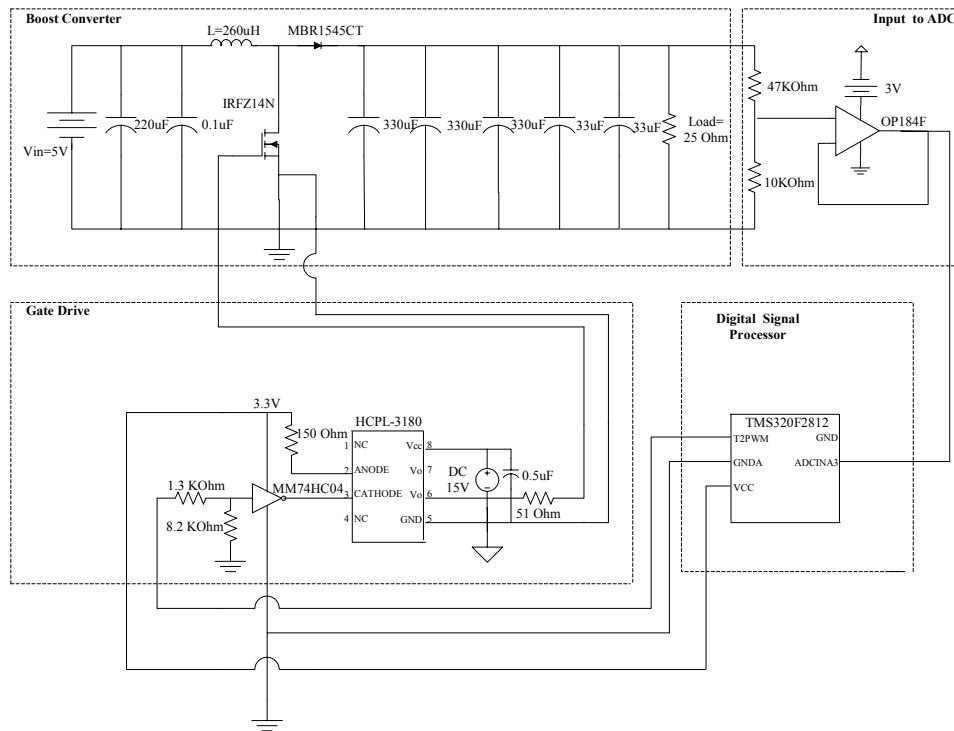 Boost Converter
Input to ADC
L=260uH
MBR1545CT
IRFZ14N
47KOhm
3V
OP184F
220uF
0.1uF
330uF
330uF
330uF
33uF
33uF
Load=
25 Ohm
Vin=5V
10KOhm
Gate Drive
Digital Signal
Processor
3.3V
HCPL-3180
TMS320F2812
150 Ohm
1
NC
Vcc
8
T2PWM
GND
2
ANODE
Vo
7
DC
15V
0.5uF
GNDA
ADCINA3
1.3 KOhm
MM74HC04
3
CATHODE
Vo
6
VCC
8.2 KOhm
4
NC
GND
5
51 Ohm